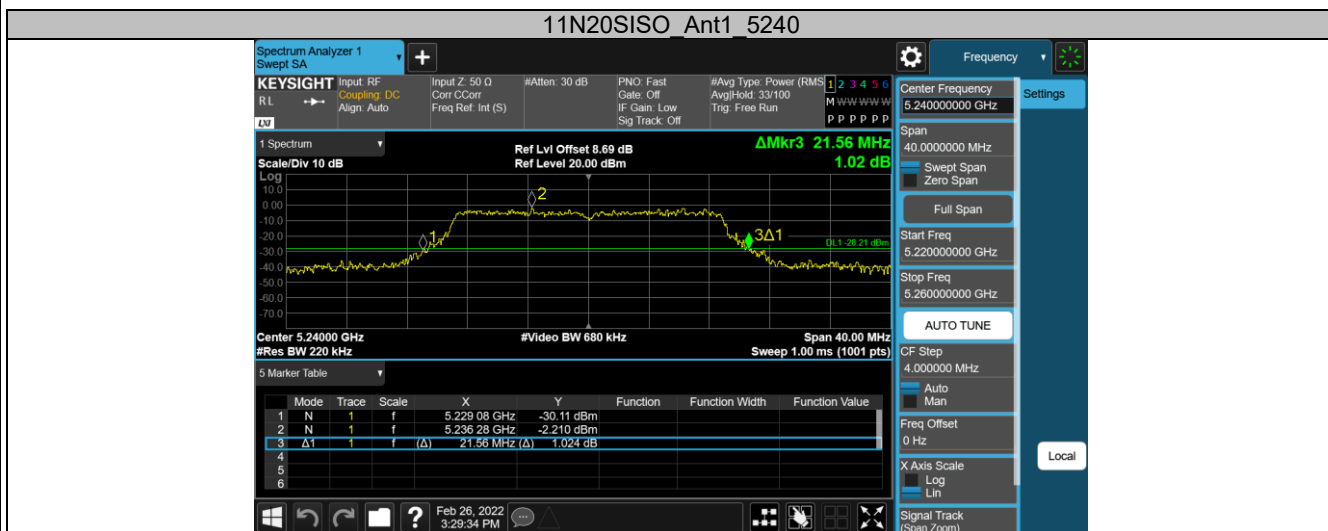 11N20SISO_Ant1_5240
Spectrum Analyzer 1
Swept SA
Frequency
KEYSIGHT
RL
LXI
Input: RF
Coupling: DC
Align: Auto
Input Z: 50 Ω
Corr CCorr
Freq Ref: Int (S)
#Atten: 30 dB
PNO: Fast
Gate: Off
IF Gain: Low
Sig Track: Off
#Avg Type: Power (RMS
Avg|Hold: 33/100
Trig: Free Run
1 2 3 4 5 6
M W W W W W
P P P P P P
1 Spectrum
Scale/Div 10 dB
Ref Lvl Offset 8.69 dB
Ref Level 20.00 dBm
ΔMkr3 21.56 MHz
1.02 dB
Log
10.0
0.00
-10.0
-20.0
-30.0
-40.0
-50.0
-60.0
-70.0
1
2
3Δ1
DL1 -28.21 dBm
Center 5.24000 GHz
#Res BW 220 kHz
#Video BW 680 kHz
Span 40.00 MHz
Sweep 1.00 ms (1001 pts)
5 Marker Table
Mode Trace Scale X Y Function Function Width Function Value
1 N 1 f 5.229 08 GHz -30.11 dBm
2 N 1 f 5.236 28 GHz -2.210 dBm
3 Δ1 1 f (Δ) 21.56 MHz (Δ) 1.024 dB
4
5
6
Feb 26, 2022
3:29:34 PM
Center Frequency
5.240000000 GHz
Settings
Span
40.0000000 MHz
Swept Span
Zero Span
Full Span
Start Freq
5.220000000 GHz
Stop Freq
5.260000000 GHz
AUTO TUNE
CF Step
4.000000 MHz
Auto
Man
Freq Offset
0 Hz
X Axis Scale
Log
Lin
Local
Signal Track
(Span Zoom)